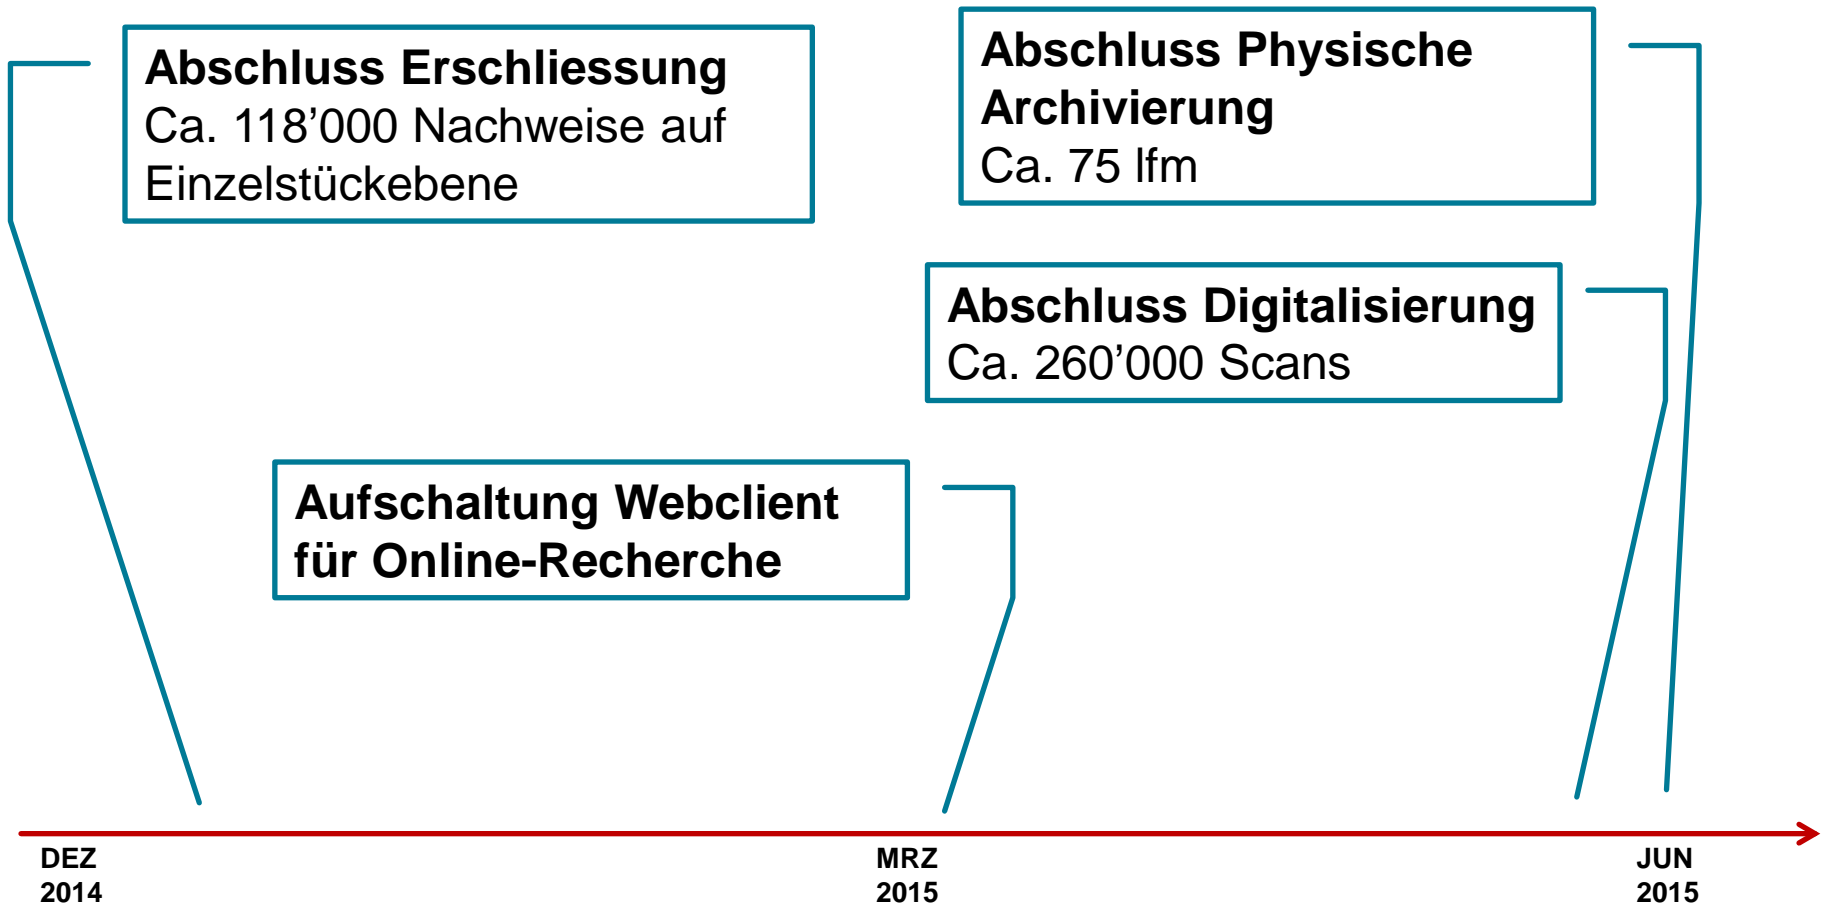 Abschluss Erschliessung
Ca. 118’000 Nachweise auf
Einzelstückebene
Abschluss Physische
Archivierung
Ca. 75 lfm
Abschluss Digitalisierung
Ca. 260’000 Scans
Aufschaltung Webclient
für Online-Recherche
DEZ
2014
MRZ
2015
JUN
2015